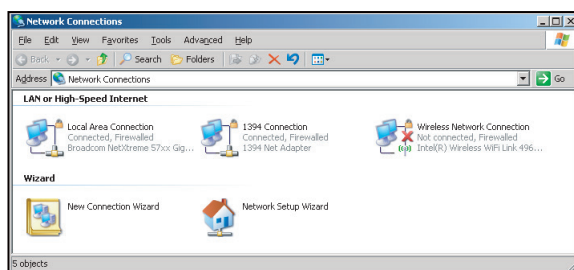 Network Connections
File Edit View Favorites Tools Advanced Help
Back Search Folders
Address Network Connections Go
LAN or High-Speed Internet
Local Area Connection 1394 Connection Wireless Network Connection
Connected, Firewalled Connected, Firewalled Not connected, Firewalled
Broadcom NetXtreme 57xx Gig... 1394 Net Adapter Intel(R) Wireless WiFi Link 496...
Wizard
New Connection Wizard Network Setup Wizard
5 objects